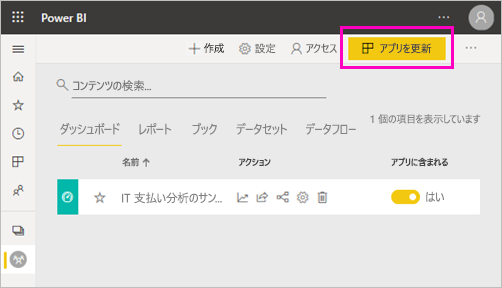 Power BI
作成 設定 アクセス アプリを更新
コンテンツの検索...
ダッシュボード レポート ブック データセット データフロー 1 個の項目を表示しています
名前 アクション アプリに含まれる
IT 支払い分析のサン... はい